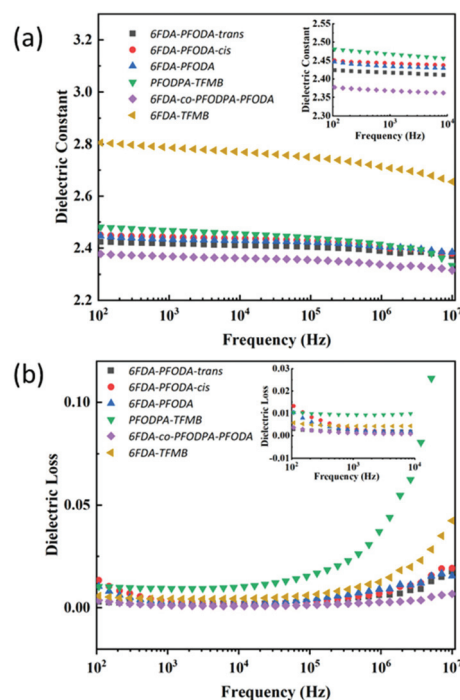 (a)
6FDA-PFODA-trans
6FDA-PFODA-cis
6FDA-PFODA
PFODPA-TFMB
6FDA-co-PFODPA-PFODA
6FDA-TFMB
Dielectric Constant
2.55
2.50
2.45
2.40
2.35
2.30
10² 10³ 10⁴
Frequency (Hz)
Dielectric Constant
3.0
2.8
2.6
2.4
2.2
10² 10³ 10⁴ 10⁵ 10⁶ 10⁷
Frequency (Hz)
(b)
6FDA-PFODA-trans
6FDA-PFODA-cis
6FDA-PFODA
PFODPA-TFMB
6FDA-co-PFODPA-PFODA
6FDA-TFMB
Dielectric Loss
0.03
0.02
0.01
0.00
-0.01
10² 10³ 10⁴
Frequency (Hz)
Dielectric Loss
0.10
0.05
0.00
10² 10³ 10⁴ 10⁵ 10⁶ 10⁷
Frequency (Hz)